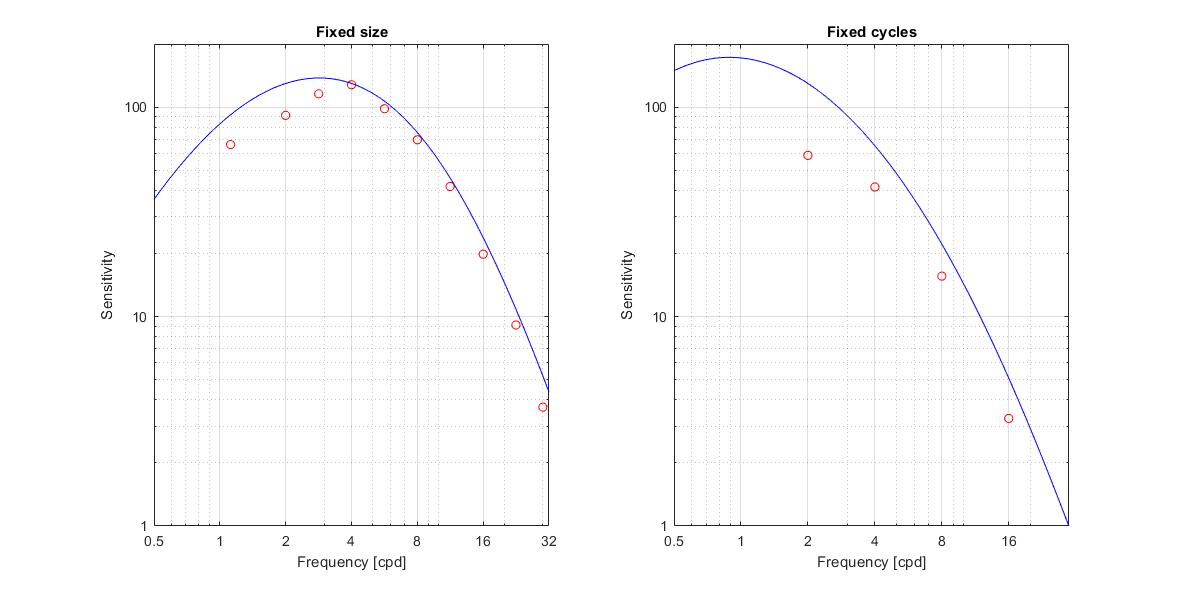 Fixed size
100
10
1
Sensitivity
0.5 1 2 4 8 16 32
Frequency [cpd]
Fixed cycles
100
10
1
Sensitivity
0.5 1 2 4 8 16
Frequency [cpd]